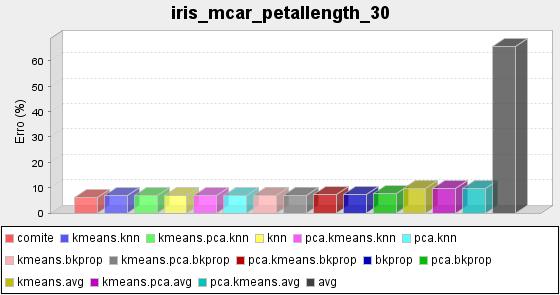 iris_mcar_petallength_30
60
50
40
30
20
10
0
Erro (%)
comite kmeans.knn kmeans.pca.knn knn pca.kmeans.knn pca.knn
kmeans.bkprop kmeans.pca.bkprop pca.kmeans.bkprop bkprop pca.bkprop
kmeans.avg kmeans.pca.avg pca.kmeans.avg avg